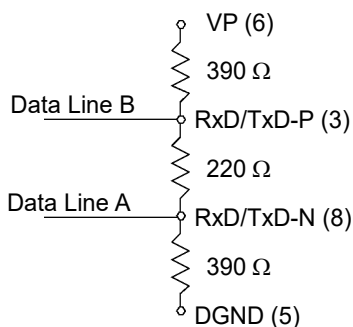 VP (6)
390 Ω
Data Line B
RxD/TxD-P (3)
220 Ω
Data Line A
RxD/TxD-N (8)
390 Ω
DGND (5)